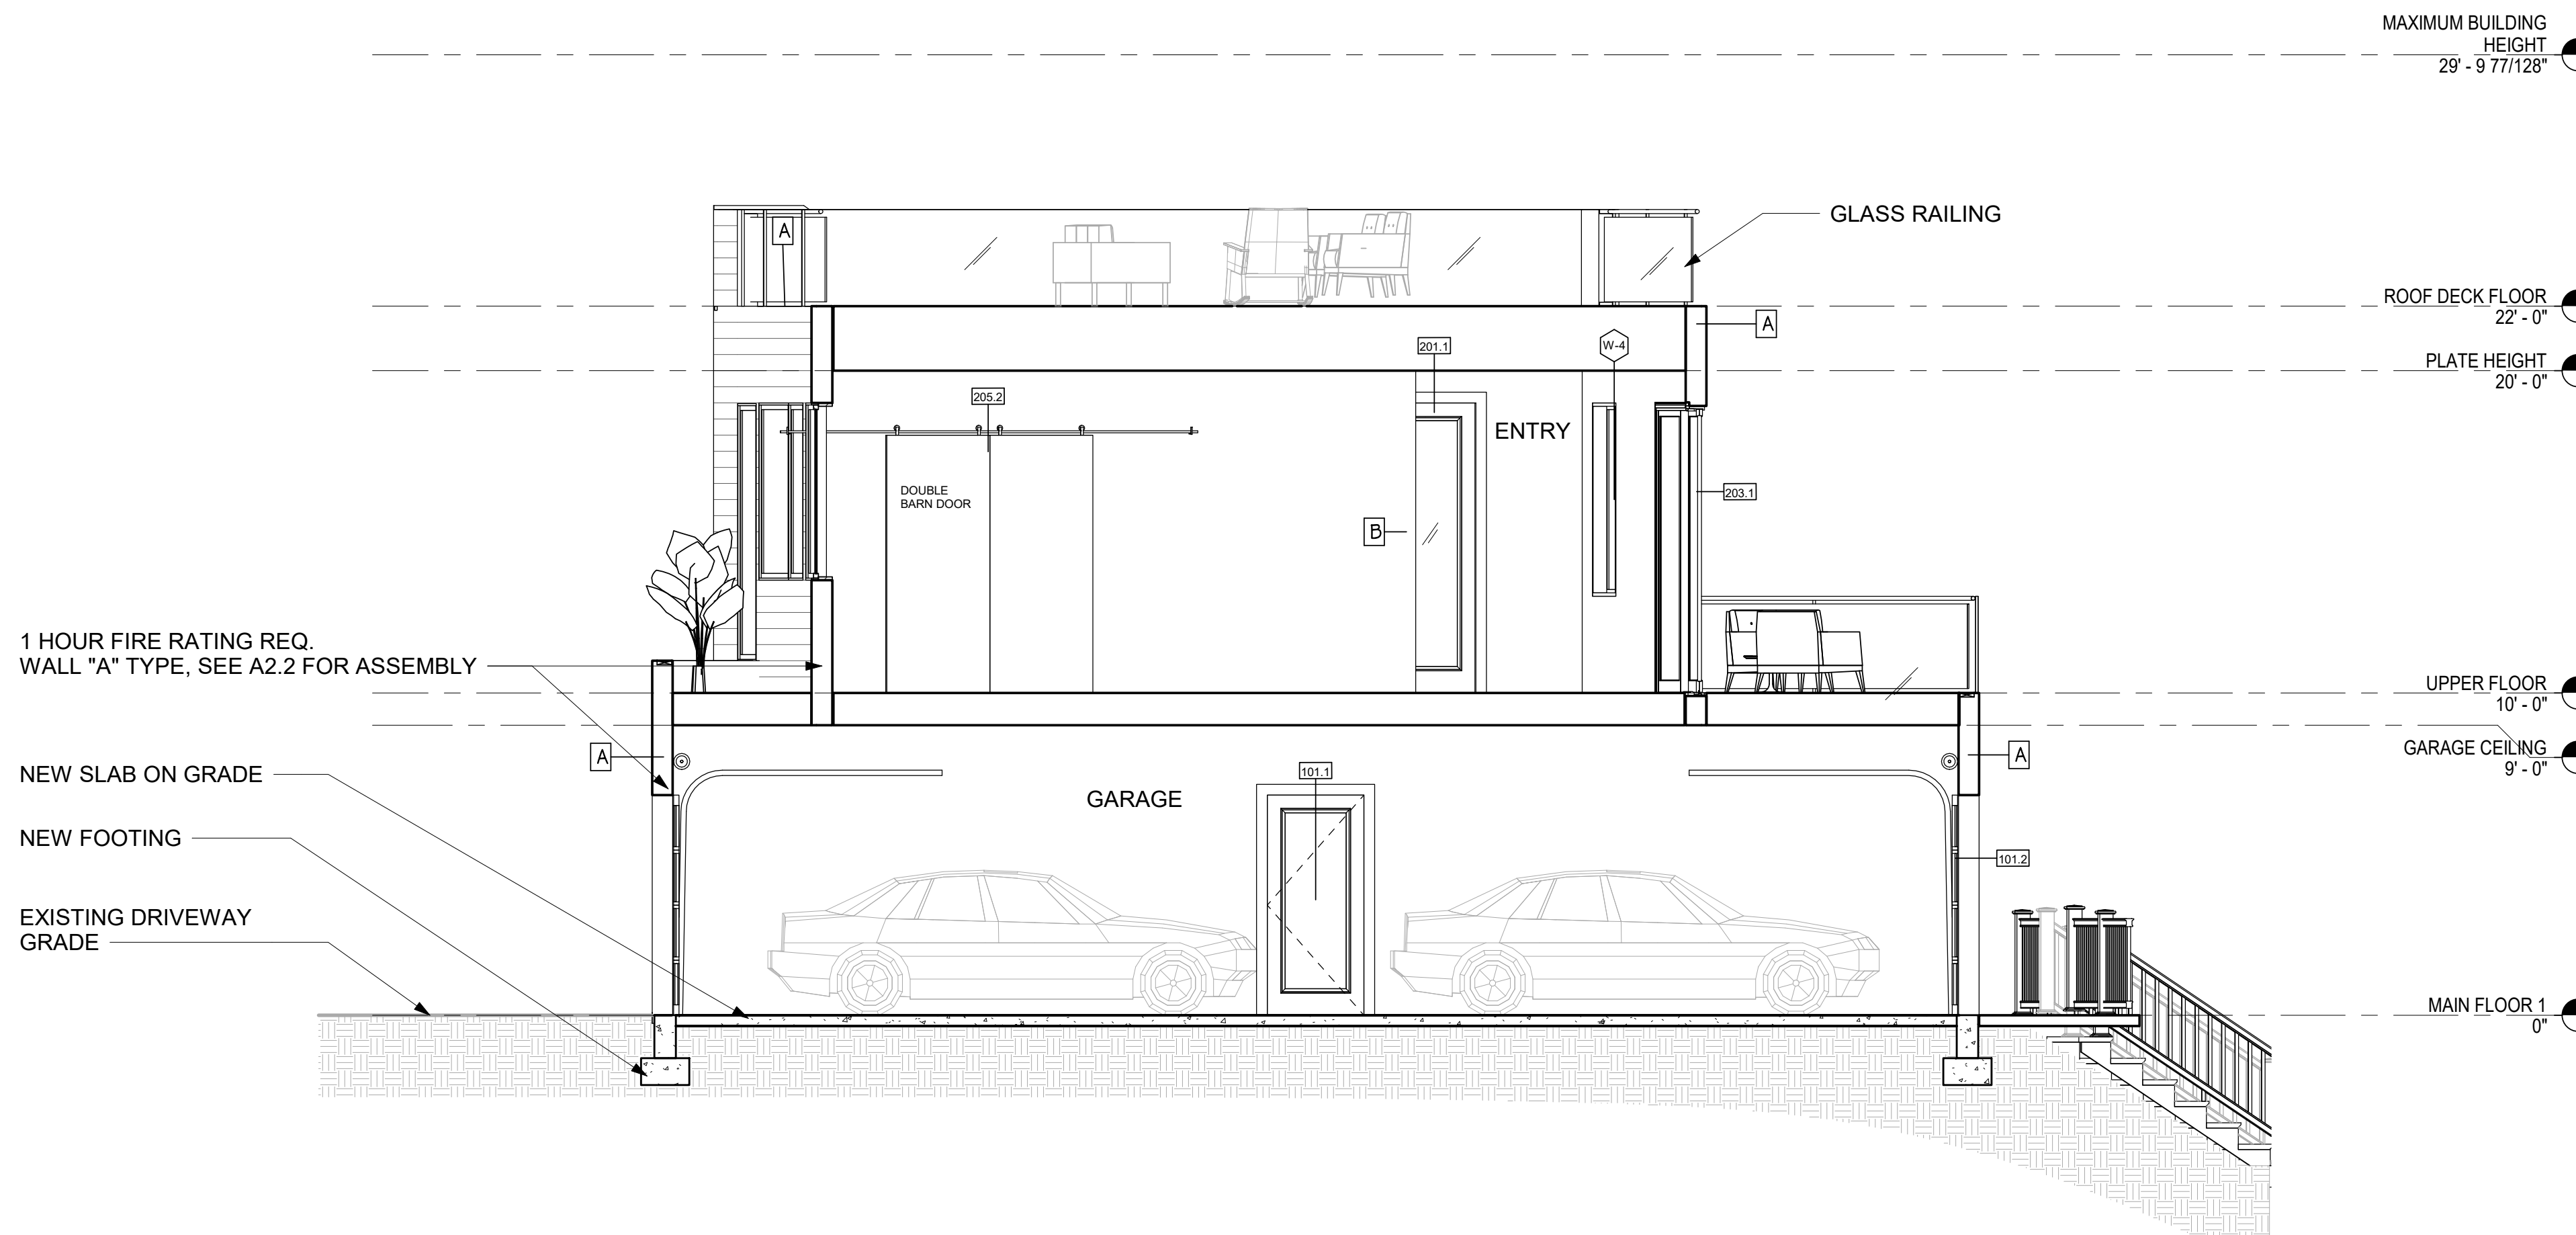 MAXIMUM BUILDING
HEIGHT
29' - 9 77/128"
GLASS RAILING
A
ROOF DECK FLOOR
22' - 0"
A
201.1
W-4
PLATE HEIGHT
20' - 0"
205.2
ENTRY
DOUBLE
BARN DOOR
203.1
B
1 HOUR FIRE RATING REQ.
WALL "A" TYPE, SEE A2.2 FOR ASSEMBLY
UPPER FLOOR
10' - 0"
A
A
GARAGE CEILING
9' - 0"
NEW SLAB ON GRADE
101.1
GARAGE
NEW FOOTING
101.2
EXISTING DRIVEWAY
GRADE
MAIN FLOOR 1
0"